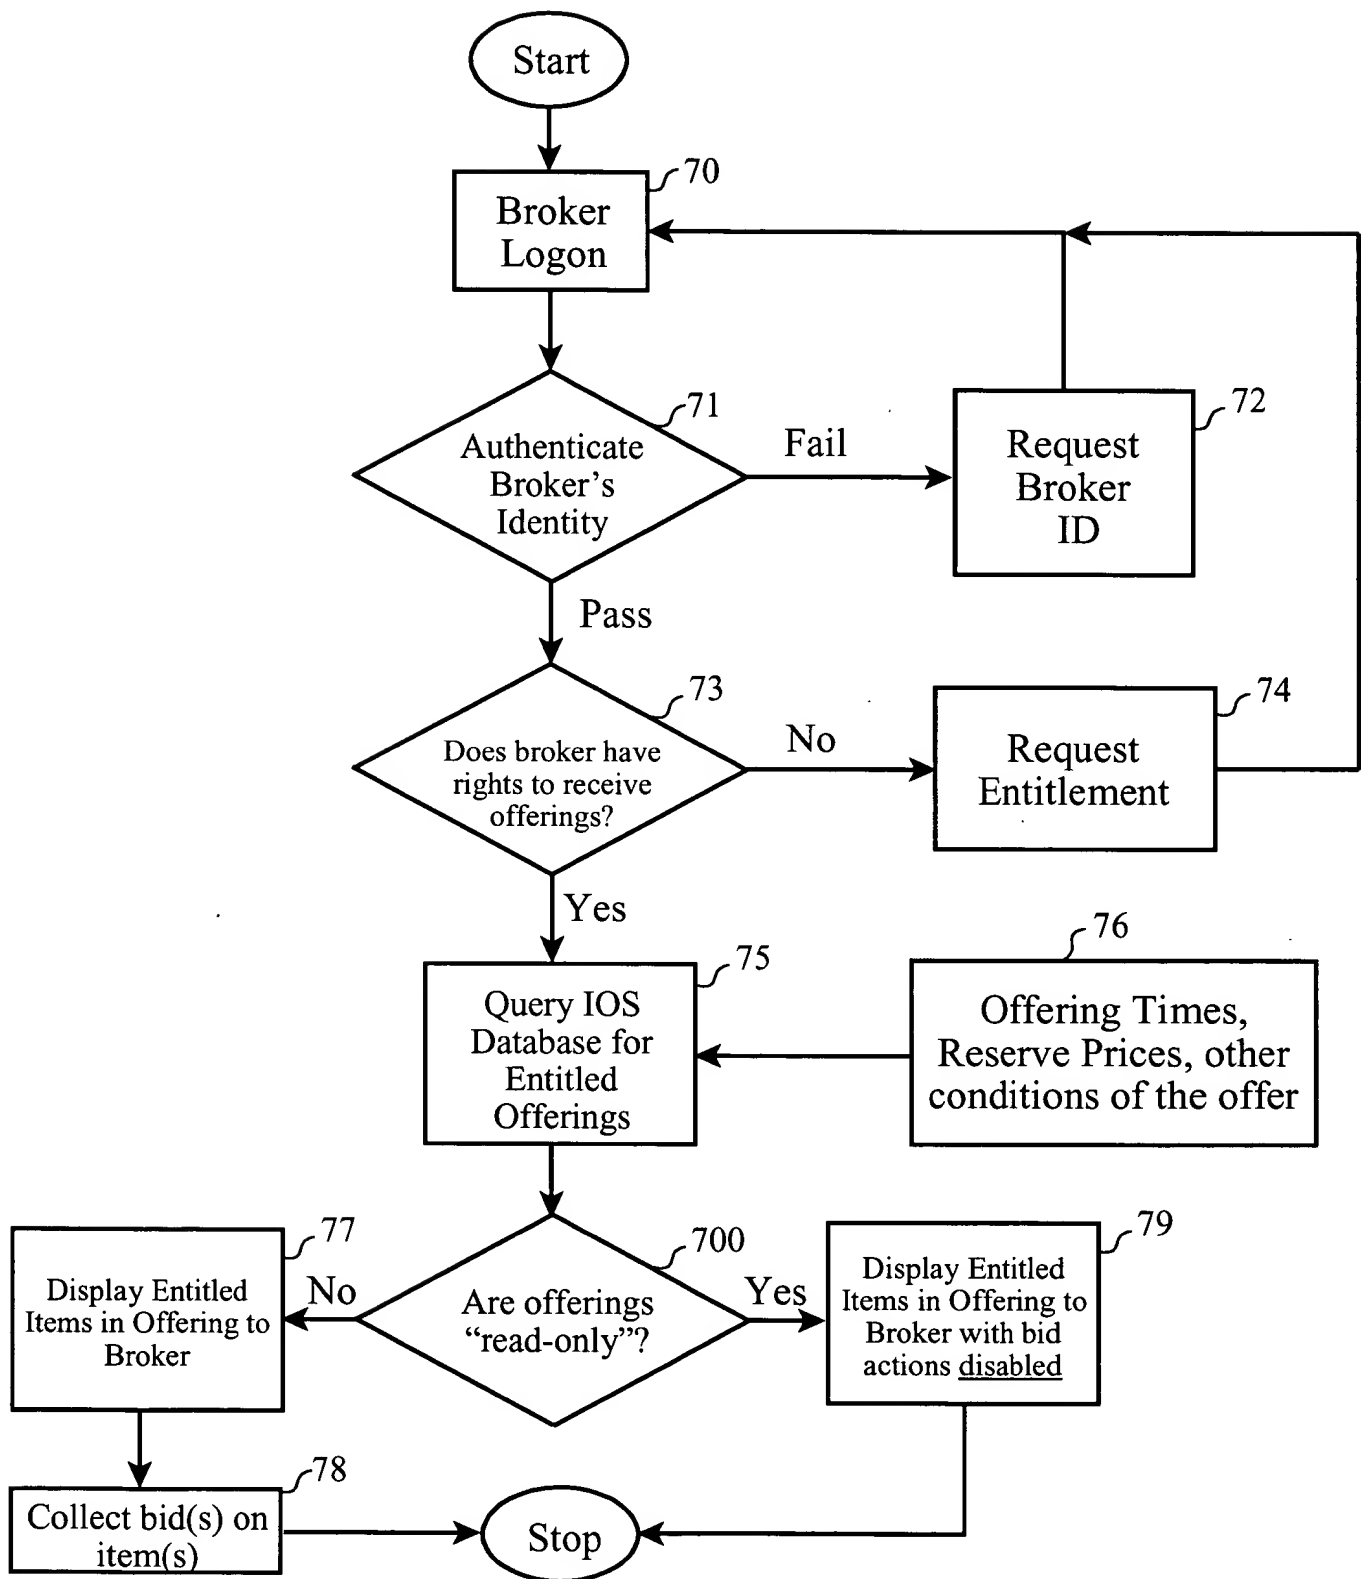 Start
70
Broker
Logon
71
Authenticate
Broker's
Identity
Fail
72
Request
Broker
ID
Pass
73
Does broker have
rights to receive
offerings?
No
74
Request
Entitlement
Yes
75
Query IOS
Database for
Entitled
Offerings
76
Offering Times,
Reserve Prices, other
conditions of the offer
77
Display Entitled
Items in Offering to
Broker
No
700
Are offerings
“read-only”?
Yes
79
Display Entitled
Items in Offering to
Broker with bid
actions disabled
78
Collect bid(s) on
item(s)
Stop